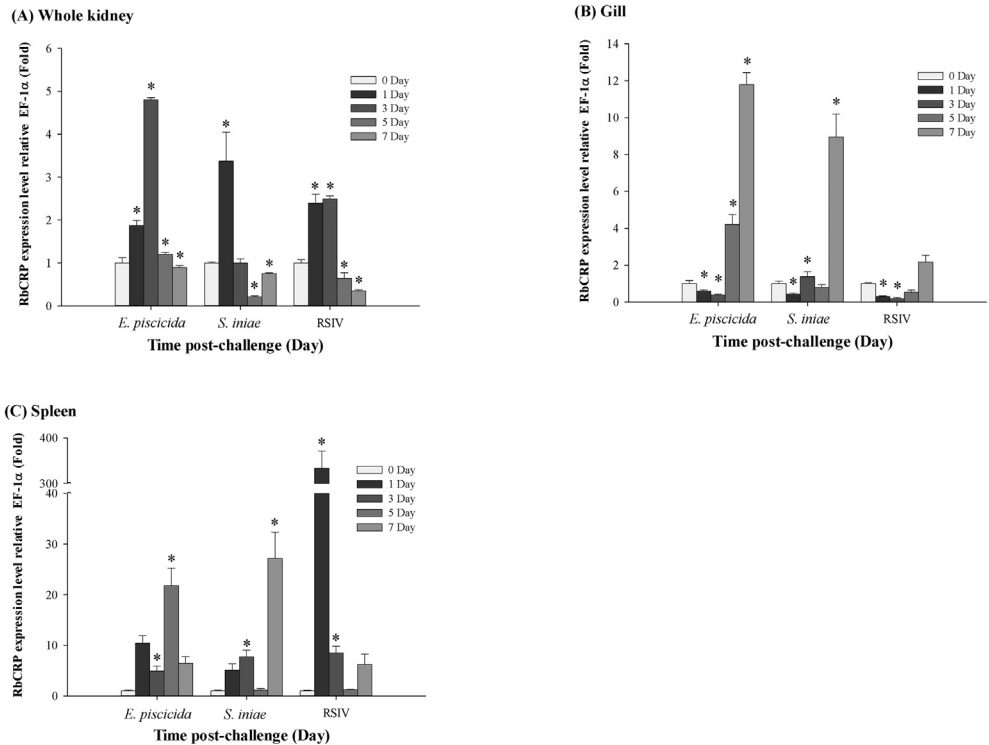 (A) Whole kidney
RbCRP expression level relative EF-1α (Fold)
6
5
4
3
2
1
0
0 Day
1 Day
3 Day
5 Day
7 Day
*
*
*
*
*
*
*
*
*
*
*
E. piscicida
S. iniae
RSIV
Time post-challenge (Day)
(B) Gill
RbCRP expression level relative EF-1α (Fold)
14
12
10
8
6
4
2
0
0 Day
1 Day
3 Day
5 Day
7 Day
*
*
*
*
*
*
*
*
*
E. piscicida
S. iniae
RSIV
Time post-challenge (Day)
(C) Spleen
RbCRP expression level relative EF-1α (Fold)
400
300
40
30
20
10
0
0 Day
1 Day
3 Day
5 Day
7 Day
*
*
*
*
*
*
E. piscicida
S. iniae
RSIV
Time post-challenge (Day)